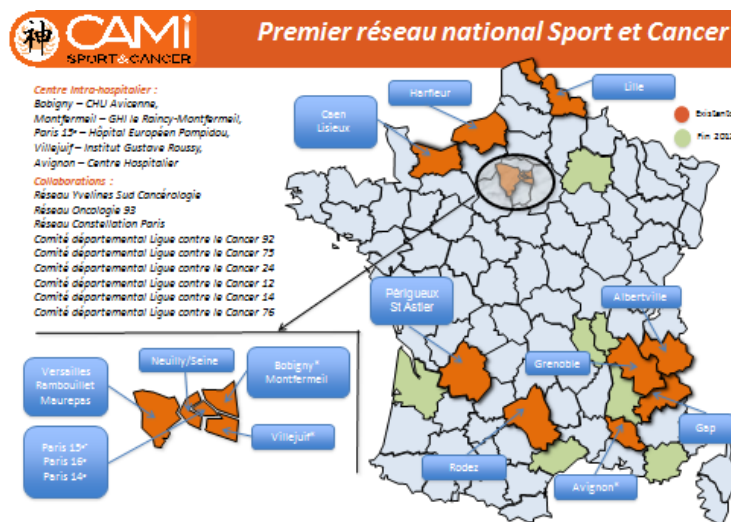 神
CAMI
SPORT&CANCER
Premier réseau national Sport et Cancer
Centre Intra-hospitalier :
Bobigny – CHU Avicenne,
Montfermeil – GHI le Raincy-Montfermeil,
Paris 15e – Hôpital Européen Pompidou,
Villejuif – Institut Gustave Roussy,
Avignon – Centre Hospitalier
Collaborations :
Réseau Yvelines Sud Cancérologie
Réseau Oncologie 93
Réseau Constellation Paris
Comité départemental Ligue contre le Cancer 92
Comité départemental Ligue contre le Cancer 75
Comité départemental Ligue contre le Cancer 24
Comité départemental Ligue contre le Cancer 12
Comité départemental Ligue contre le Cancer 14
Comité départemental Ligue contre le Cancer 76
Harfleur
Lille
Caen
Lisieux
Existants
Fin 2012
Périgueux
St Astier
Albertville
Grenoble
Gap
Rodez
Avignon*
Versailles
Rambouillet
Maurepas
Neuilly/Seine
Bobigny*
Montfermeil
Villejuif*
Paris 15e*
Paris 16e
Paris 14e